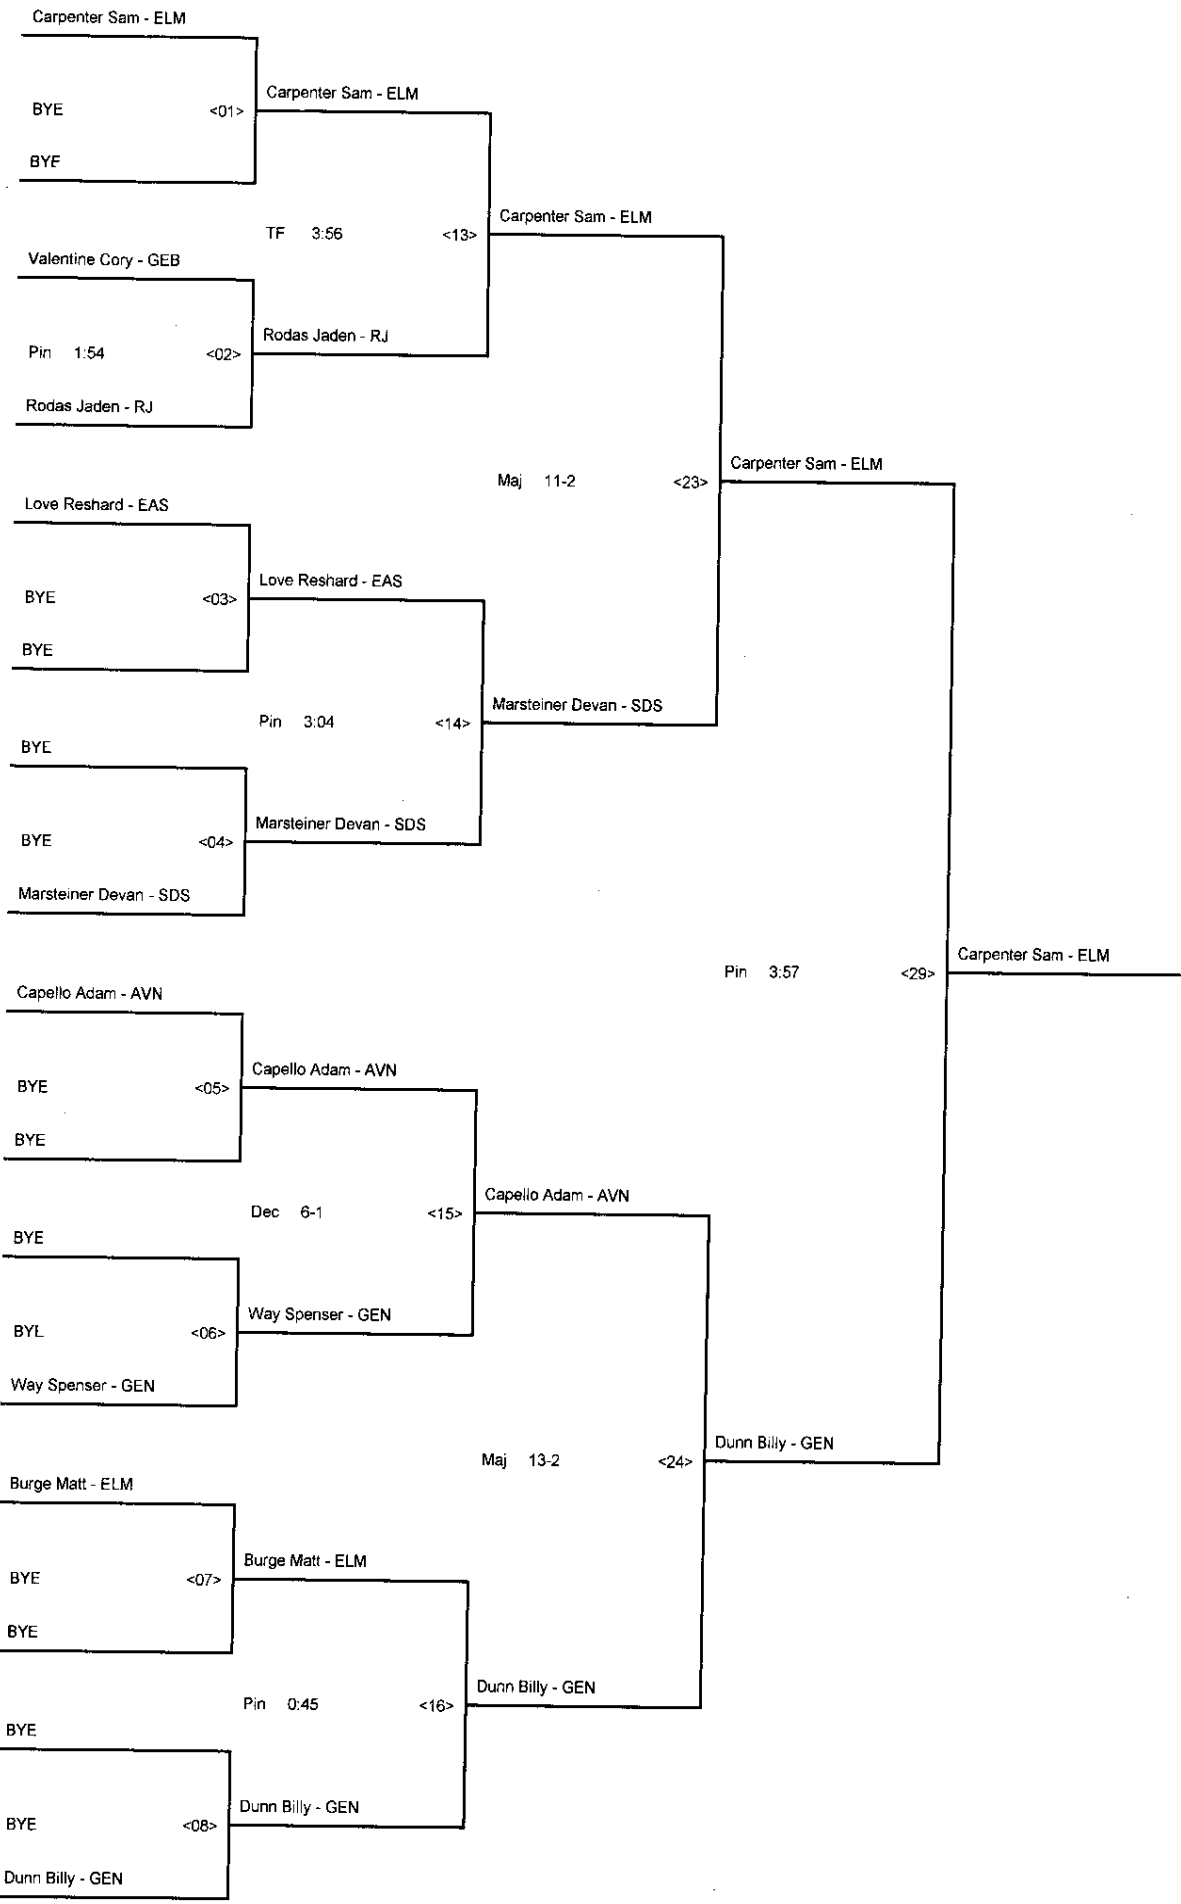 Carpenter Sam - ELM
Carpenter Sam - ELM
BYE <01>
BYF
Carpenter Sam - ELM
TF 3:56 <13>
Valentine Cory - GEB
Rodas Jaden - RJ
Pin 1:54 <02>
Rodas Jaden - RJ
Carpenter Sam - ELM
Maj 11-2 <23>
Love Reshard - EAS
Love Reshard - EAS
BYE <03>
BYE
Marsteiner Devan - SDS
Pin 3:04 <14>
BYE
Marsteiner Devan - SDS
BYE <04>
Marsteiner Devan - SDS
Carpenter Sam - ELM
Pin 3:57 <29>
Capello Adam - AVN
Capello Adam - AVN
BYE <05>
BYE
Capello Adam - AVN
Dec 6-1 <15>
BYE
Way Spenser - GEN
BYL <06>
Way Spenser - GEN
Dunn Billy - GEN
Maj 13-2 <24>
Burge Matt - ELM
Burge Matt - ELM
BYE <07>
BYE
Dunn Billy - GEN
Pin 0:45 <16>
BYE
Dunn Billy - GEN
BYE <08>
Dunn Billy - GEN